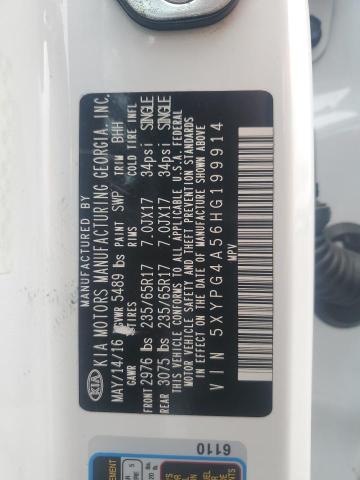 MANUFACTURED BY
KIA MOTORS MANUFACTURING GEORGIA, INC.
KIA
MAY/14/16 GVWR 5489 lbs PAINT SWP TRIM BHH
GAWR TIRES RIMS COLD TIRE INFL
FRONT 2976 lbs 235/65R17 7.0JX17 34psi SINGLE
REAR 3075 lbs 235/65R17 7.0JX17 34psi SINGLE
THIS VEHICLE CONFORMS TO ALL APPLICABLE U.S.A. FEDERAL
MOTOR VEHICLE SAFETY AND THEFT PREVENTION STANDARDS
IN EFFECT ON THE DATE OF MANUFACTURE SHOWN ABOVE
VIN 5XYPG4A56HG199914
MPV
6110